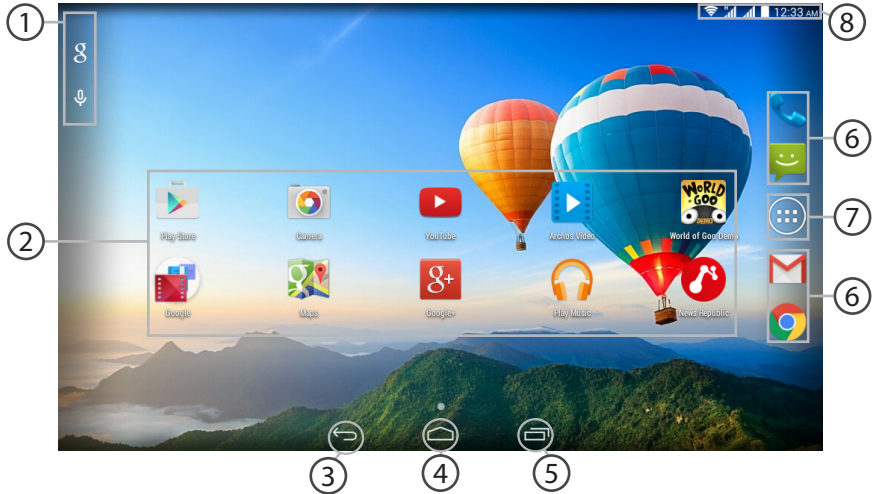 1
8
12:33 AM
g
6
Play Store
Camera
YouTube
Archos Video
WORLD OF GOO DEMO
World of Goo Demo
7
2
g+
Google
Maps
Google+
Play Music
News Republic
6
3
4
5